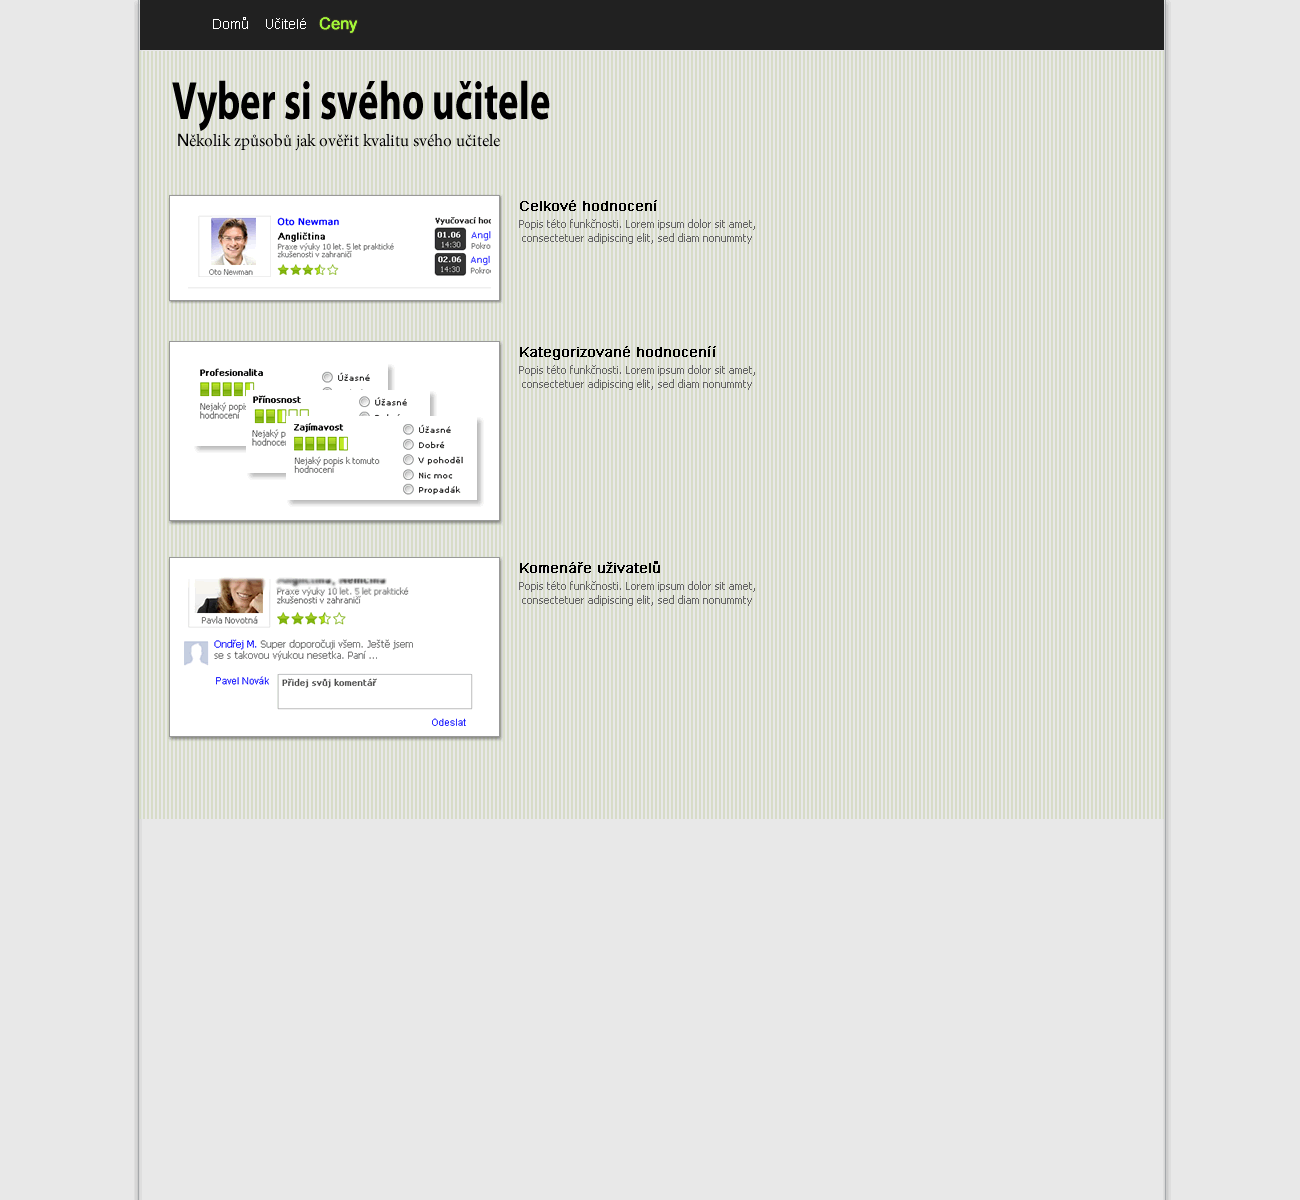 Domů Učitelé Ceny
Vyber si svého učitele
Několik způsobů jak ověřit kvalitu svého učitele
Oto Newman
Angličtina
Praxe výuky 10 let. 5 let praktické
zkušenosti v zahraničí
Oto Newman
Vyučovací hod
01.06 Angl
14:30 Pokro
02.06 Angl
14:30 Pokro
Celkové hodnocení
Popis této funkčnosti. Lorem ipsum dolor sit amet,
consectetuer adipiscing elit, sed diam nonummty
Profesionalita
Úžasné
Nejaký popis
hodnocení
Přínosnost
Úžasné
Nejaký p
hodnocen
Zajímavost
Nejaký popis k tomuto
hodnocení
Úžasné
Dobré
V pohoděl
Nic moc
Propadák
Kategorizované hodnoceníí
Popis této funkčnosti. Lorem ipsum dolor sit amet,
consectetuer adipiscing elit, sed diam nonummty
Angličtina, Němčina
Praxe výuky 10 let. 5 let praktické
zkušenosti v zahraničí
Pavla Novotná
Ondřej M. Super doporočuji všem. Ještě jsem
se s takovou výukou nesetka. Paní ...
Pavel Novák
Přidej svůj komentář
Odeslat
Komenáře uživatelů
Popis této funkčnosti. Lorem ipsum dolor sit amet,
consectetuer adipiscing elit, sed diam nonummty